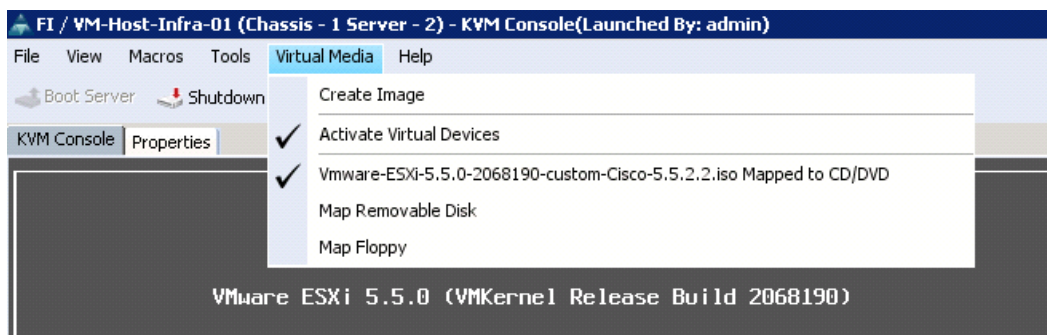 FI / VM-Host-Infra-01 (Chassis - 1 Server - 2) - KVM Console(Launched By: admin)
File View Macros Tools Virtual Media Help
Boot Server Shutdown
Create Image
KVM Console Properties
Activate Virtual Devices
Vmware-ESXi-5.5.0-2068190-custom-Cisco-5.5.2.2.iso Mapped to CD/DVD
Map Removable Disk
Map Floppy
VMware ESXi 5.5.0 (VMKernel Release Build 2068190)